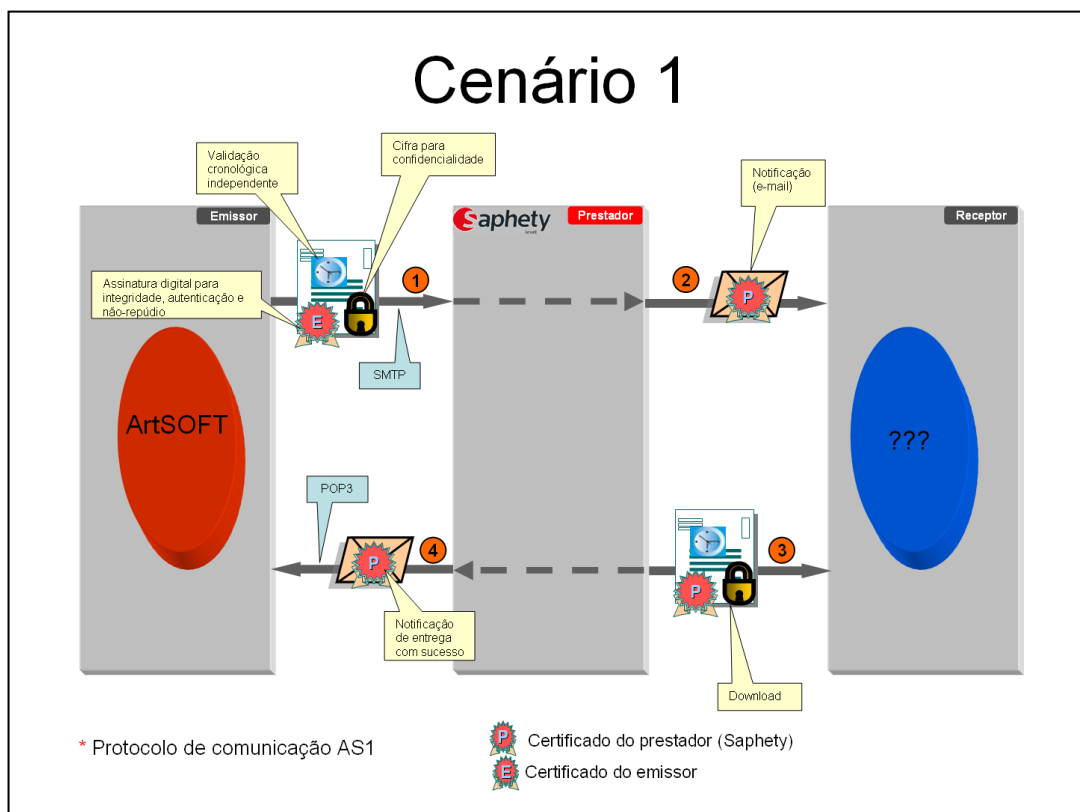 Cenário 1
Validação
cronológica
independente
Cifra para
confidencialidade
Notificação
(e-mail)
Emissor
Saphety
level
Prestador
Receptor
Assinatura digital para
integridade, autenticação e
não-repúdio
1
2
P
E
SMTP
ArtSOFT
???
POP3
4
3
P
P
Notificação
de entrega
com sucesso
Download
* Protocolo de comunicação AS1
P
Certificado do prestador (Saphety)
E
Certificado do emissor